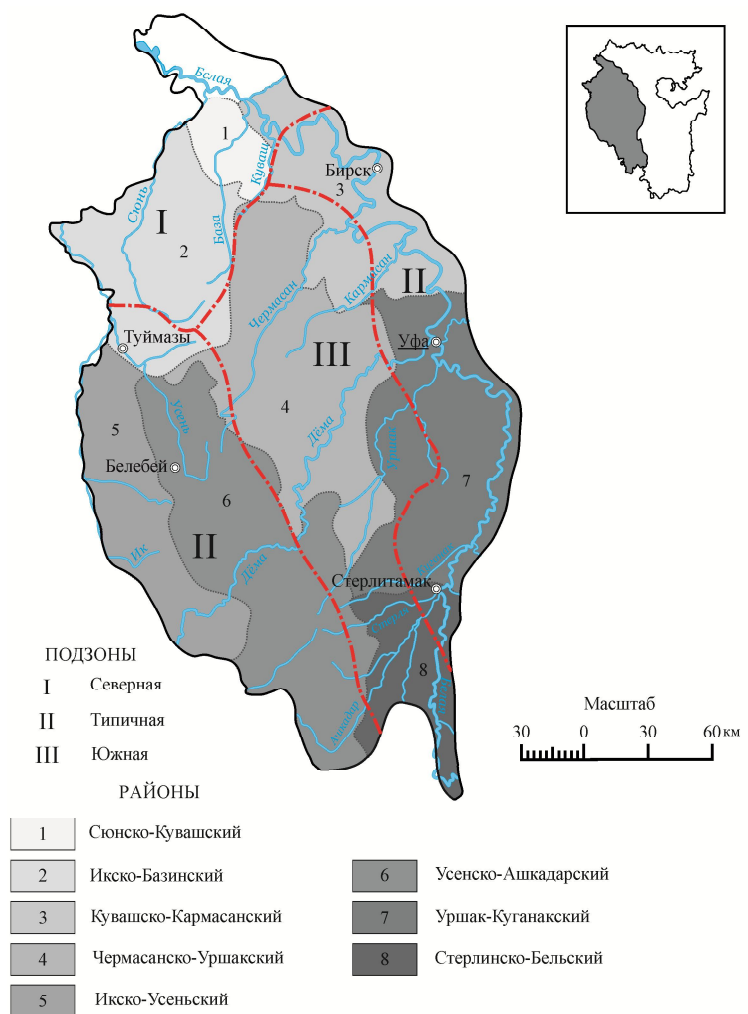 Белая
1
Куваш
Бирск
3
Сюнь
I
База
2
Чермасан
Кармасан
II
Туймазы
Уфа
III
4
Усень
Дёма
Уршак
5
Белебей
6
7
II
Ик
Дёма
Стерлитамак
8
Ашкадар
ПОДЗОНЫ
I Северная
II Типичная
III Южная
Масштаб
30 0 30 60 км
РАЙОНЫ
1 Сюнско-Кувашский
2 Икско-Базинский
3 Кувашско-Кармасанский
4 Чермасанско-Уршакский
5 Икско-Усеньский
6 Усенско-Ашкадарский
7 Уршак-Куганакский
8 Стерлинско-Бельский